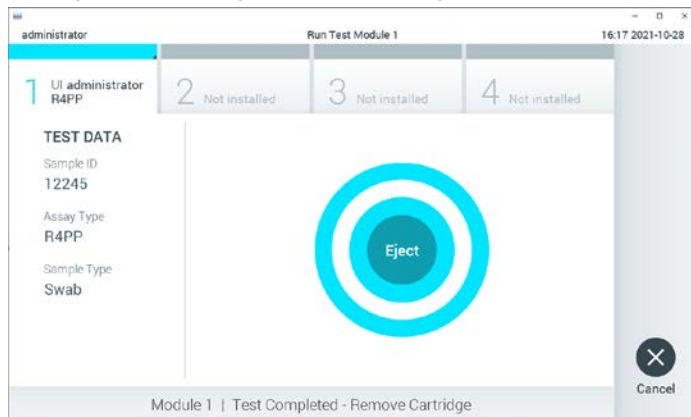 administrator Run Test Module 1 16:17 2021-10-28
1 UI administrator R4PP
2 Not installed
3 Not installed
4 Not installed
TEST DATA
Sample ID
12245
Assay Type
R4PP
Sample Type
Swab
Eject
Cancel
Module 1 | Test Completed - Remove Cartridge